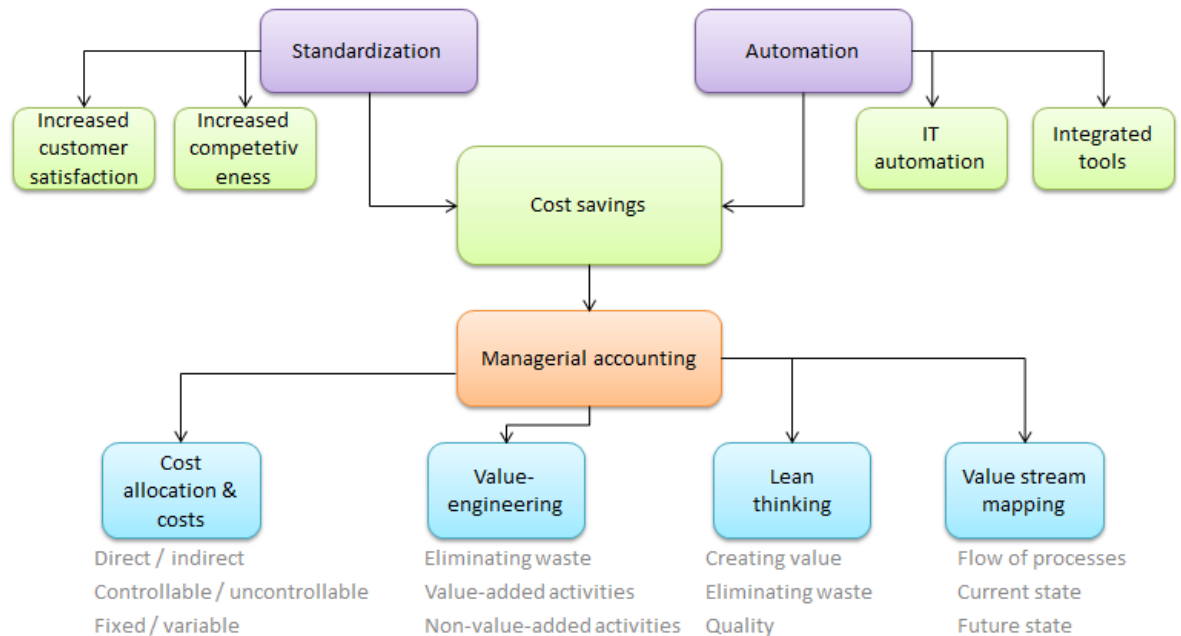 Standardization
Automation
Increased
customer
satisfaction
Increased
competetiv
eness
IT
automation
Integrated
tools
Cost savings
Managerial accounting
Cost
allocation &
costs
Value-
engineering
Lean
thinking
Value stream
mapping
Direct / indirect
Controllable / uncontrollable
Fixed / variable
Eliminating waste
Value-added activities
Non-value-added activities
Creating value
Eliminating waste
Quality
Flow of processes
Current state
Future state